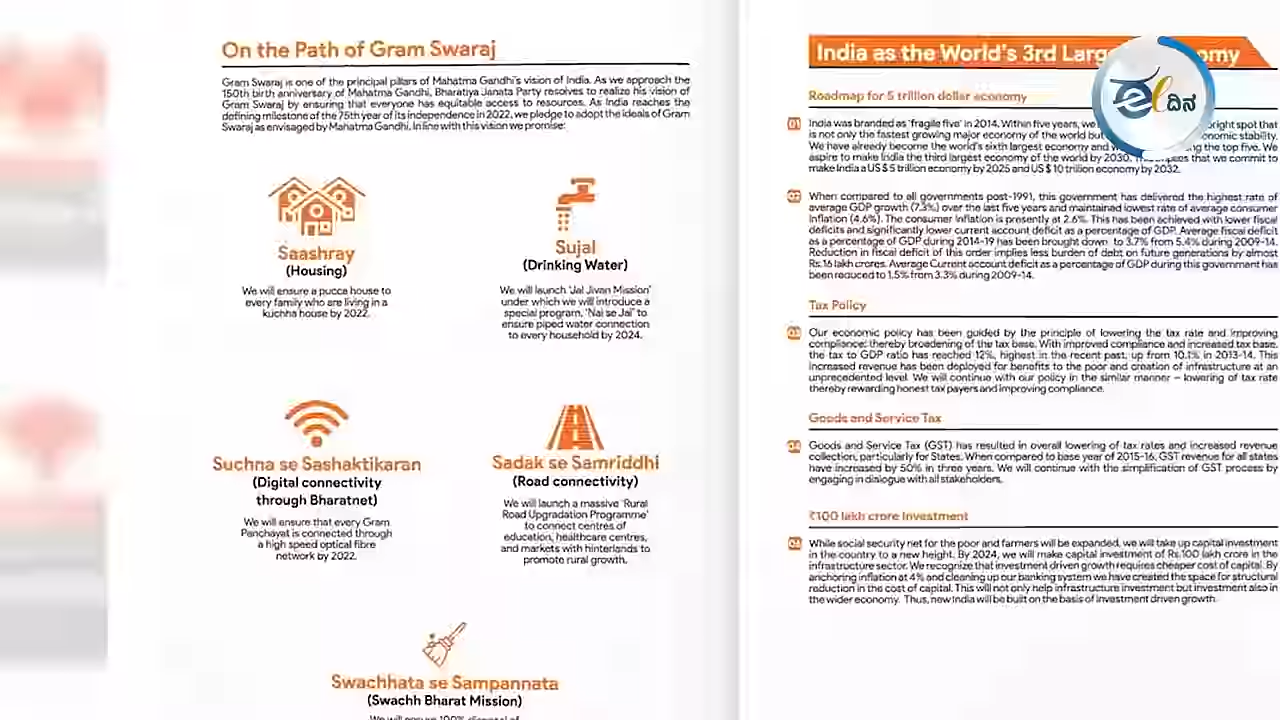 On the Path of Gram Swaraj
Gram Swaraj is one of the principal pillars of Mahatma Gandhi's vision of India. As we approach the
150th birth anniversary of Mahatma Gandhi, Bharatiya Janata Party resolves to realize his vision of
Gram Swaraj by ensuring that everyone has equitable access to resources. As India reaches the
defining milestone of the 75th year of its independence in 2022, we pledge to adopt the ideals of Gram
Swaraj as envisaged by Mahatma Gandhi. In line with this vision we promise:
Saashray
(Housing)
We will ensure a pucca house to
every family who are living in a
kuchha house by 2022.
Sujal
(Drinking Water)
We will launch 'Jal Jivan Mission'
under which we will introduce a
special program, 'Nal se Jal' to
ensure piped water connection
to every household by 2024.
Suchna se Sashaktikaran
(Digital connectivity
through Bharatnet)
We will ensure that every Gram
Panchayat is connected through
a high speed optical fibre
network by 2022.
Sadak se Samriddhi
(Road connectivity)
We will launch a massive 'Rural
Road Upgradation Programme'
to connect centres of
education, healthcare centres,
and markets with hinterlands to
promote rural growth.
Swachhata se Sampannata
(Swachh Bharat Mission)
We will ensure 100% disposal of
India as the World's 3rd Larg omy
Roadmap for 5 trillion dollar economy
01 India was branded as 'fragile five' in 2014. Within five years, we right spot that
is not only the fastest growing major economy of the world but onomic stability.
We have already become the world's sixth largest economy and ng the top five. We
aspire to make India the third largest economy of the world by 2030. that we commit to
make India a US$ 5 trillion economy by 2025 and US$ 10 trillion economy by 2032.
02 When compared to all governments post-1991, this government has delivered the highest rate of
average GDP growth (7.3%) over the last five years and maintained lowest rate of average consumer
inflation (4.6%). The consumer inflation is presently at 2.6%. This has been achieved with lower fiscal
deficits and significantly lower current account deficit as a percentage of GDP. Average fiscal deficit
as a percentage of GDP during 2014-19 has been brought down to 3.7% from 5.4% during 2009-14.
Reduction in fiscal deficit of this order implies less burden of debt on future generations by almost
Rs.16 lakh crores. Average Current account deficit as a percentage of GDP during this government has
been reduced to 1.5% from 3.3% during 2009-14.
Tax Policy
03 Our economic policy has been guided by the principle of lowering the tax rate and improving
compliance; thereby broadening of the tax base. With improved compliance and increased tax base,
the tax to GDP ratio has reached 12%, highest in the recent past, up from 10.1% in 2013-14. This
increased revenue has been deployed for benefits to the poor and creation of infrastructure at an
unprecedented level. We will continue with our policy in the similar manner – lowering of tax rate
thereby rewarding honest tax payers and improving compliance.
Goods and Service Tax
04 Goods and Service Tax (GST) has resulted in overall lowering of tax rates and increased revenue
collection, particularly for States. When compared to base year of 2015-16, GST revenue for all states
have increased by 50% in three years. We will continue with the simplification of GST process by
engaging in dialogue with all stakeholders.
₹100 lakh crore Investment
05 While social security net for the poor and farmers will be expanded, we will take up capital investment
in the country to a new height. By 2024, we will make capital investment of Rs.100 lakh crore in the
infrastructure sector. We recognize that investment driven growth requires cheaper cost of capital. By
anchoring inflation at 4% and cleaning up our banking system we have created the space for structural
reduction in the cost of capital. This will not only help infrastructure investment but investment also in
the wider economy. Thus, new India will be built on the basis of investment driven growth.
ದಿನ